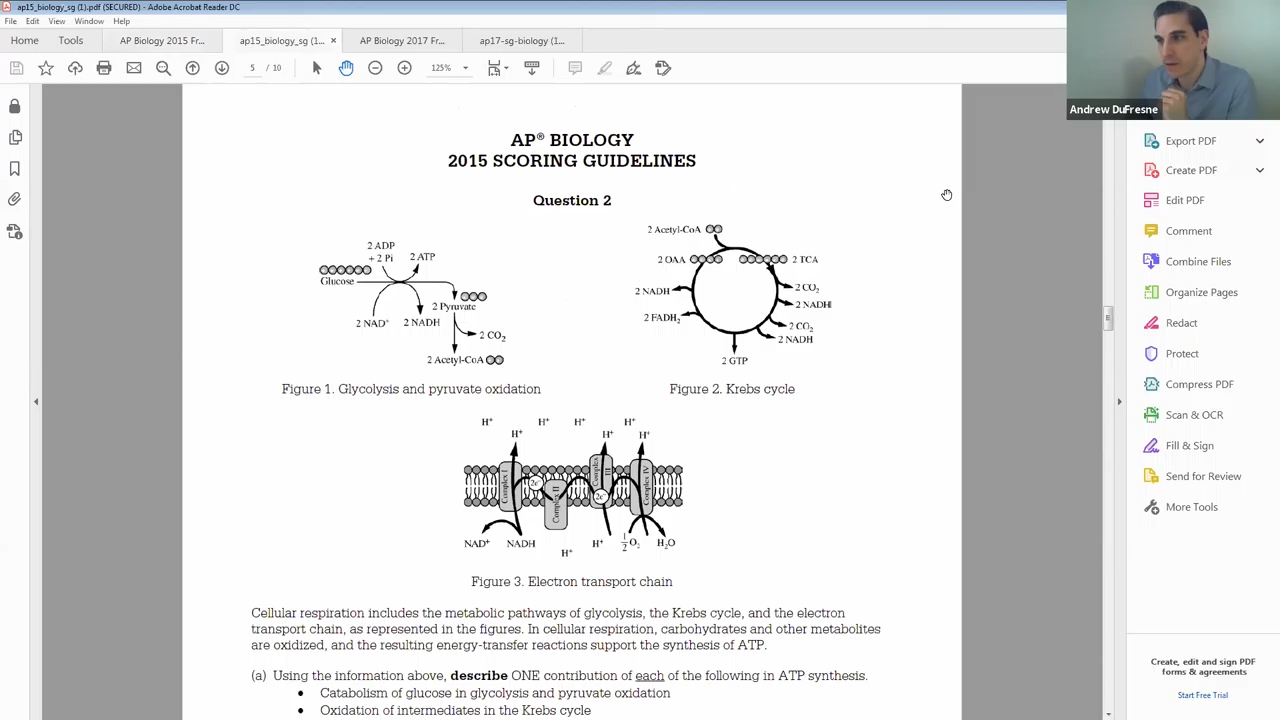 ap15_biology_sg (1).pdf (SECURED) - Adobe Acrobat Reader DC
File Edit View Window Help
Home Tools AP Biology 2015 Fr... ap15_biology_sg (1... × AP Biology 2017 Fr... ap17-sg-biology (1...
5 / 10 125%
Andrew DuFresne
Export PDF
Create PDF
Edit PDF
Comment
Combine Files
Organize Pages
Redact
Protect
Compress PDF
Scan & OCR
Fill & Sign
Send for Review
More Tools
Create, edit and sign PDF
forms & agreements
Start Free Trial
AP® BIOLOGY
2015 SCORING GUIDELINES
Question 2
2 ADP
+ 2 Pi
2 ATP
Glucose
2 Pyruvate
2 NAD⁺
2 NADH
2 CO₂
2 Acetyl-CoA
Figure 1. Glycolysis and pyruvate oxidation
2 Acetyl-CoA
2 OAA
2 TCA
2 CO₂
2 NADH
2 NADH
2 FADH₂
2 CO₂
2 NADH
2 GTP
Figure 2. Krebs cycle
H⁺ H⁺ H⁺ H⁺
H⁺ H⁺ H⁺
Complex I
2e⁻
Complex II
Complex III
2e⁻
Complex IV
NAD⁺ NADH H⁺ H⁺ ½O₂ H₂O
Figure 3. Electron transport chain
Cellular respiration includes the metabolic pathways of glycolysis, the Krebs cycle, and the electron
transport chain, as represented in the figures. In cellular respiration, carbohydrates and other metabolites
are oxidized, and the resulting energy-transfer reactions support the synthesis of ATP.
(a) Using the information above, describe ONE contribution of each of the following in ATP synthesis.
• Catabolism of glucose in glycolysis and pyruvate oxidation
• Oxidation of intermediates in the Krebs cycle